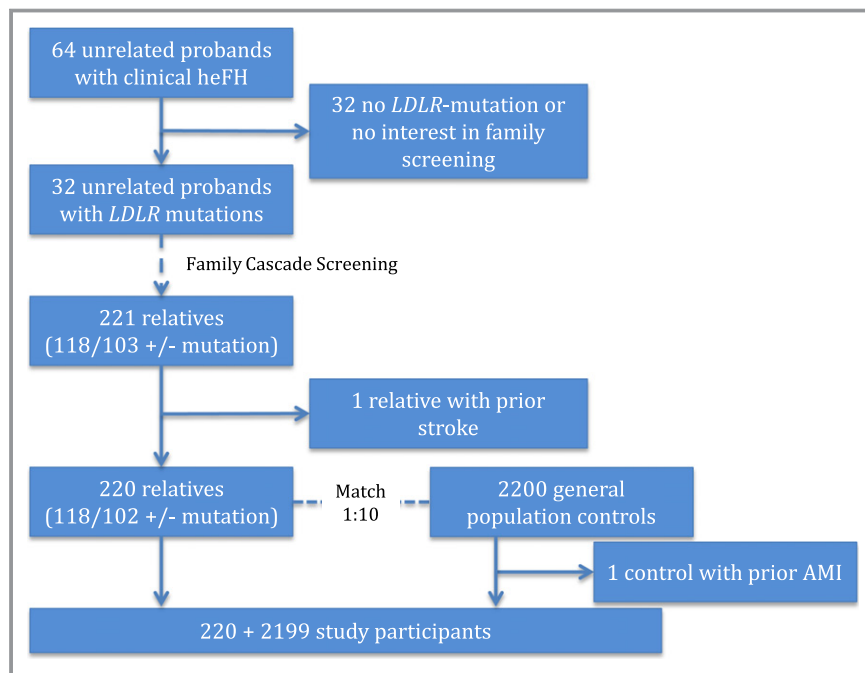 64 unrelated probands
with clinical heFH
32 no LDLR-mutation or
no interest in family
screening
32 unrelated probands
with LDLR mutations
Family Cascade Screening
221 relatives
(118/103 +/- mutation)
1 relative with prior
stroke
220 relatives
(118/102 +/- mutation)
Match
1:10
2200 general
population controls
1 control with prior AMI
220 + 2199 study participants